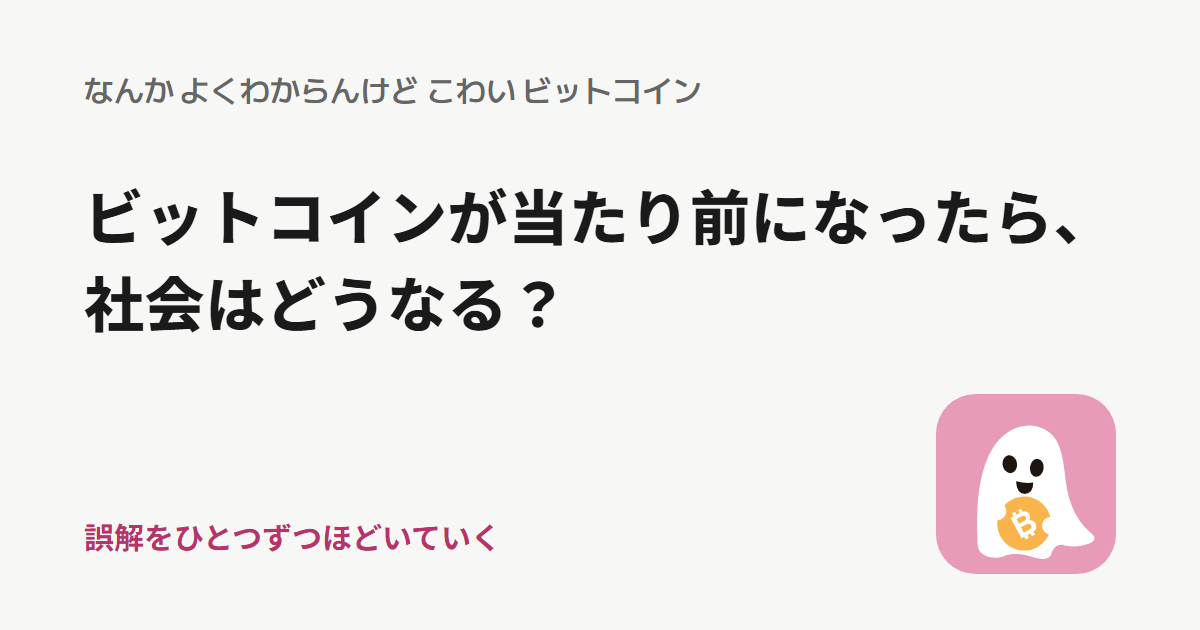 なんか よくわからんけど こわい ビットコイン
ビットコインが当たり前になったら、
社会はどうなる？
誤解をひとつずつほどいていく
₿